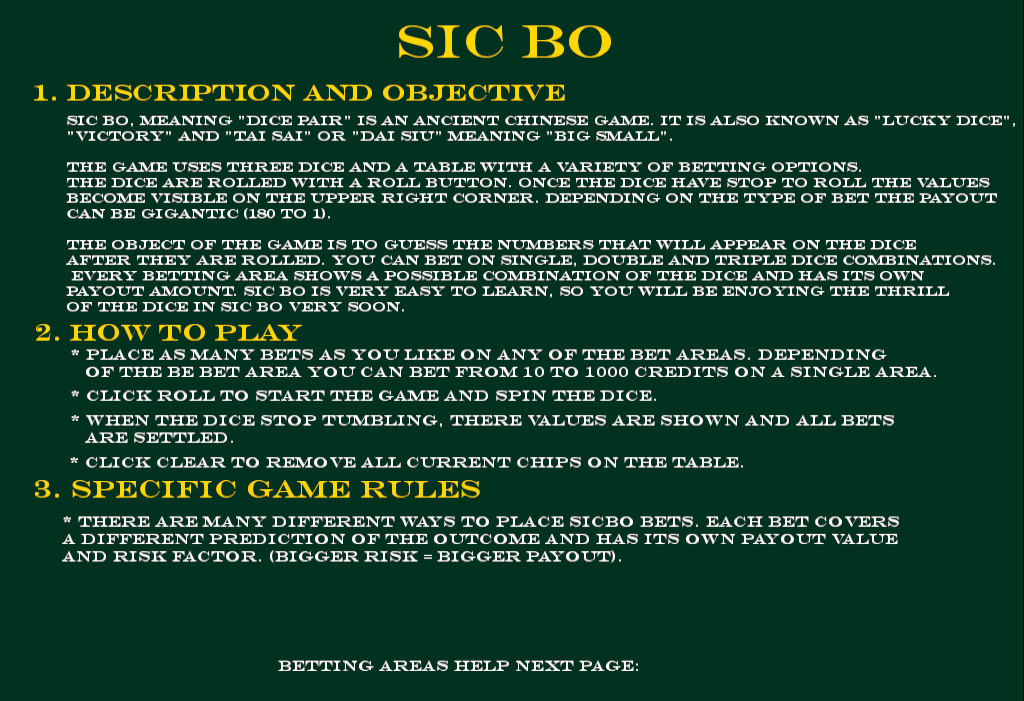 SIC BO
1. DESCRIPTION AND OBJECTIVE
SIC BO, MEANING "DICE PAIR" IS AN ANCIENT CHINESE GAME. IT IS ALSO KNOWN AS "LUCKY DICE",
"VICTORY" AND "TAI SAI" OR "DAI SIU" MEANING "BIG SMALL".
THE GAME USES THREE DICE AND A TABLE WITH A VARIETY OF BETTING OPTIONS.
THE DICE ARE ROLLED WITH A ROLL BUTTON. ONCE THE DICE HAVE STOP TO ROLL THE VALUES
BECOME VISIBLE ON THE UPPER RIGHT CORNER. DEPENDING ON THE TYPE OF BET THE PAYOUT
CAN BE GIGANTIC (180 TO 1).
THE OBJECT OF THE GAME IS TO GUESS THE NUMBERS THAT WILL APPEAR ON THE DICE
AFTER THEY ARE ROLLED. YOU CAN BET ON SINGLE, DOUBLE AND TRIPLE DICE COMBINATIONS.
EVERY BETTING AREA SHOWS A POSSIBLE COMBINATION OF THE DICE AND HAS ITS OWN
PAYOUT AMOUNT. SIC BO IS VERY EASY TO LEARN, SO YOU WILL BE ENJOYING THE THRILL
OF THE DICE IN SIC BO VERY SOON.
2. HOW TO PLAY
* PLACE AS MANY BETS AS YOU LIKE ON ANY OF THE BET AREAS. DEPENDING
OF THE BE BET AREA YOU CAN BET FROM 10 TO 1000 CREDITS ON A SINGLE AREA.
* CLICK ROLL TO START THE GAME AND SPIN THE DICE.
* WHEN THE DICE STOP TUMBLING, THERE VALUES ARE SHOWN AND ALL BETS
ARE SETTLED.
* CLICK CLEAR TO REMOVE ALL CURRENT CHIPS ON THE TABLE.
3. SPECIFIC GAME RULES
* THERE ARE MANY DIFFERENT WAYS TO PLACE SICBO BETS. EACH BET COVERS
A DIFFERENT PREDICTION OF THE OUTCOME AND HAS ITS OWN PAYOUT VALUE
AND RISK FACTOR. (BIGGER RISK = BIGGER PAYOUT).
BETTING AREAS HELP NEXT PAGE: